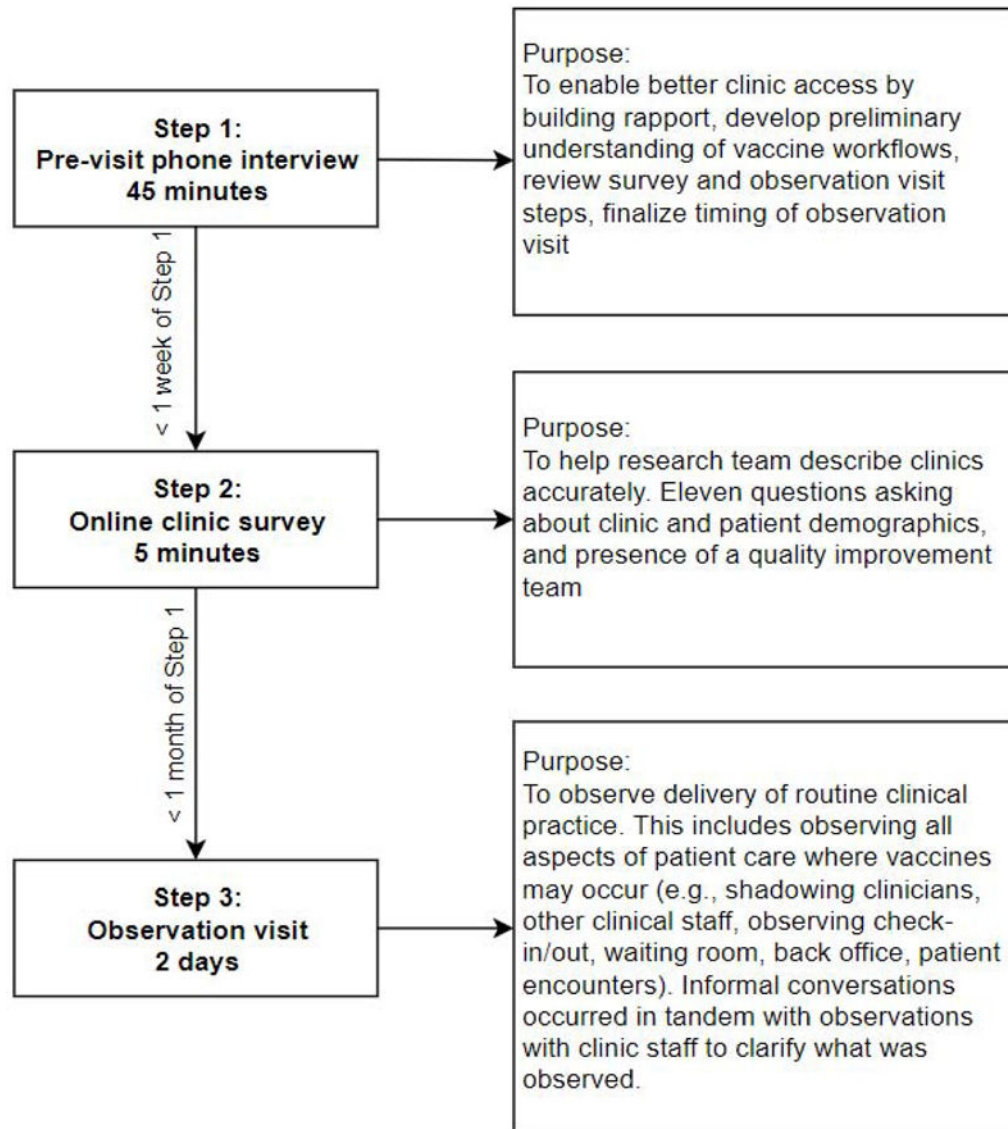 Step 1:
Pre-visit phone interview
45 minutes
Purpose:
To enable better clinic access by
building rapport, develop preliminary
understanding of vaccine workflows,
review survey and observation visit
steps, finalize timing of observation
visit
< 1 week of Step 1
Step 2:
Online clinic survey
5 minutes
Purpose:
To help research team describe clinics
accurately. Eleven questions asking
about clinic and patient demographics,
and presence of a quality improvement
team
< 1 month of Step 1
Step 3:
Observation visit
2 days
Purpose:
To observe delivery of routine clinical
practice. This includes observing all
aspects of patient care where vaccines
may occur (e.g., shadowing clinicians,
other clinical staff, observing check-
in/out, waiting room, back office, patient
encounters). Informal conversations
occurred in tandem with observations
with clinic staff to clarify what was
observed.